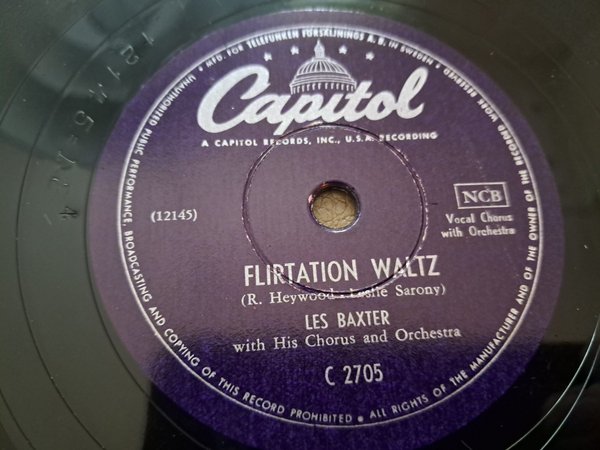 MFG. FOR TELEFUNKEN FÖRSÄLJNINGS A. B. IN SWEDEN
UNAUTHORIZED PUBLIC PERFORMANCE, BROADCASTING AND COPYING OF THIS RECORD PROHIBITED • ALL RIGHTS OF THE MANUFACTURER AND OF THE OWNER OF THE RECORDED WORK RESERVED
Capitol
A CAPITOL RECORDS, INC., U.S.A. RECORDING
(12145)
NCB
Vocal Chorus
with Orchestra
FLIRTATION WALTZ
(R. Heywood - Leslie Sarony)
LES BAXTER
with His Chorus and Orchestra
C 2705